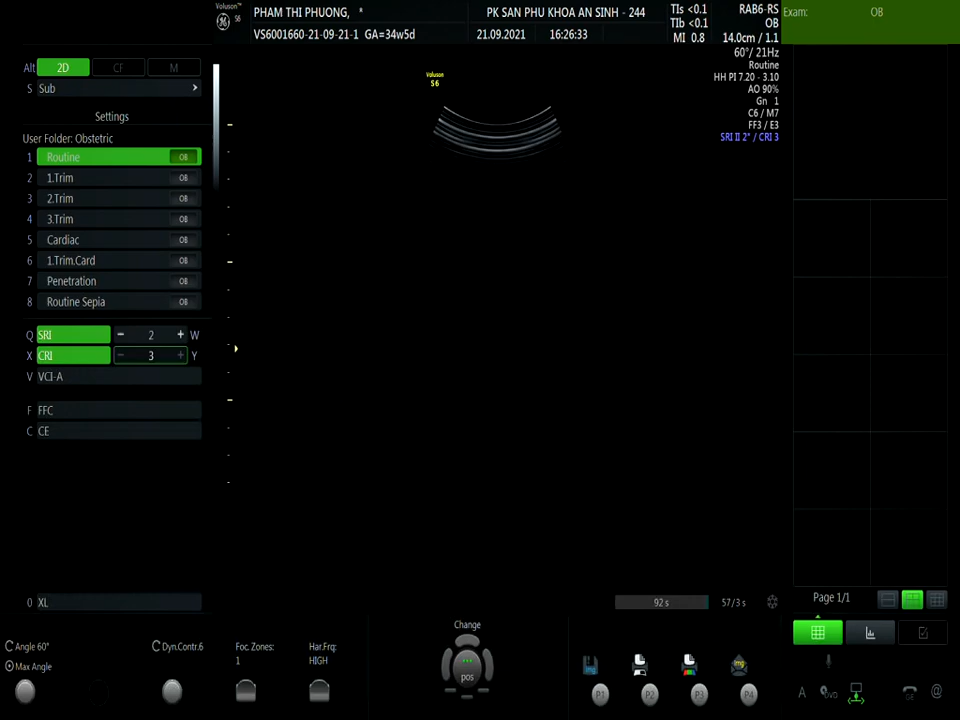 Voluson™
S6
PHAM THI PHUONG, *
PK SAN PHU KHOA AN SINH - 244
VS6001660-21-09-21-1 GA=34w5d
21.09.2021
16:26:33
TIs <0.1
TIb <0.1
MI 0.8
RAB6-RS
OB
14.0cm / 1.1
60°/ 21Hz
Routine
HH PI 7.20 - 3.10
AO 90%
Gn 1
C6 / M7
FF3 / E3
SRI II 2* / CRI 3
Exam: OB
Voluson
S6
Alt 2D CF M
S Sub
Settings
User Folder: Obstetric
1 Routine OB
2 1.Trim OB
3 2.Trim OB
4 3.Trim OB
5 Cardiac OB
6 1.Trim.Card OB
7 Penetration OB
8 Routine Sepia OB
Q SRI - 2 + W
X CRI - 3 + Y
V VCI-A
F FFC
C CE
0 XL
92 s
57/3 s
Page 1/1
Angle 60°
Max Angle
Dyn.Contr.6
Foc. Zones:
1
Har.Frq:
HIGH
Change
pos
Img
P1 P2 P3 P4
A DVD @